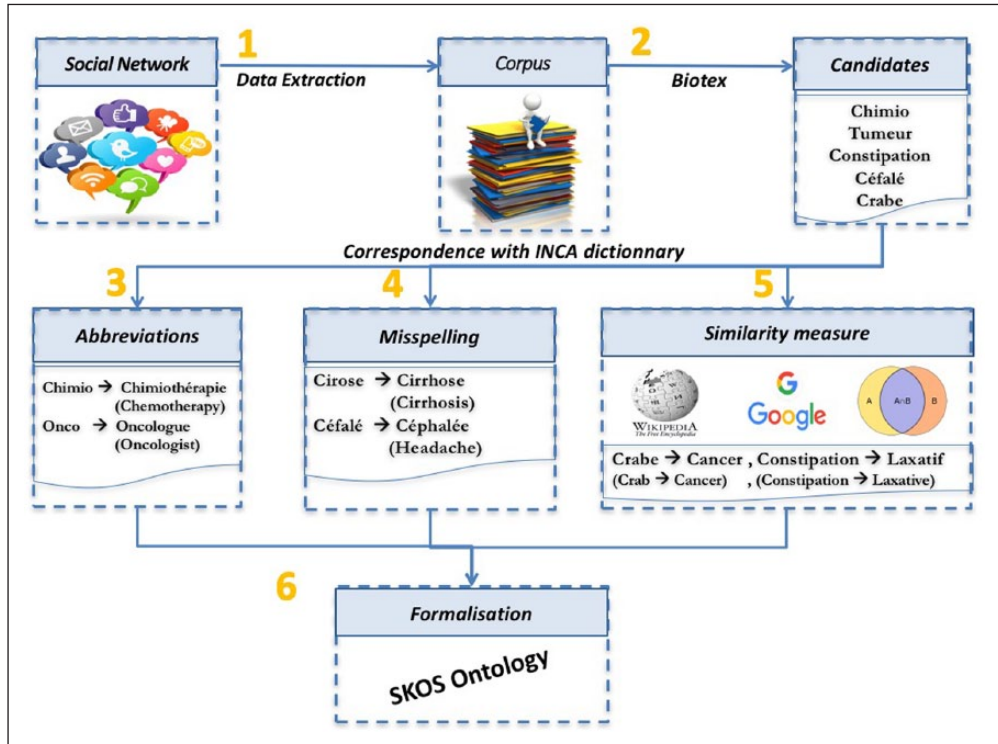 1
2
Social Network
Data Extraction
Corpus
Biotex
Candidates
Chimio
Tumeur
Constipation
Céfalé
Crabe
Correspondence with INCA dictionnary
3
4
5
Abbreviations
Chimio → Chimiothérapie
(Chemotherapy)
Onco → Oncologue
(Oncologist)
Misspelling
Cirose → Cirrhose
(Cirrhosis)
Céfalé → Céphalée
(Headache)
Similarity measure
WIKIPEDIA
The Free Encyclopedia
G
Google
A
A∩B
B
Crabe → Cancer , Constipation → Laxatif
(Crab → Cancer) , (Constipation → Laxative)
6
Formalisation
SKOS Ontology